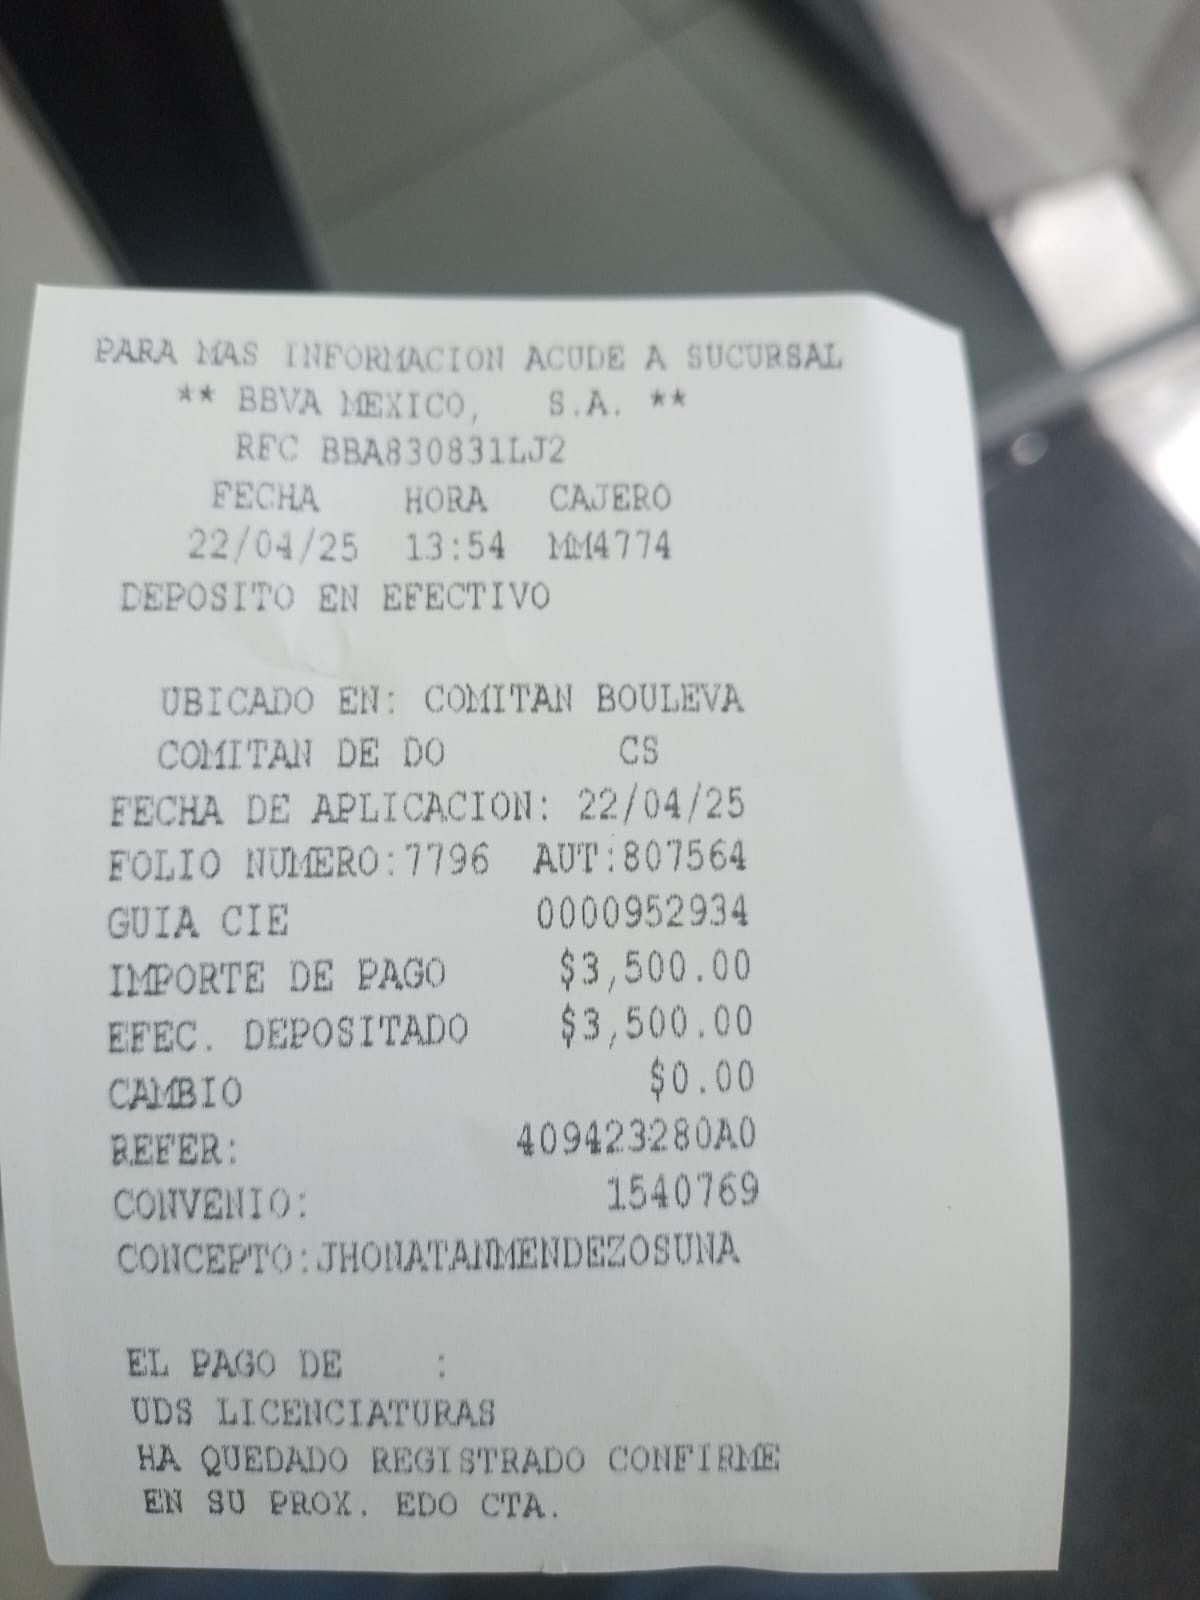 PARA MAS INFORMACION ACUDE A SUCURSAL
** BBVA MEXICO, S.A. **
RFC BBA830831LJ2
FECHA HORA CAJERO
22/04/25 13:54 MM4774
DEPOSITO EN EFECTIVO
UBICADO EN: COMITAN BOULEVA
COMITAN DE DO CS
FECHA DE APLICACION: 22/04/25
FOLIO NUMERO:7796 AUT:807564
GUIA CIE 0000952934
IMPORTE DE PAGO $3,500.00
EFEC. DEPOSITADO $3,500.00
CAMBIO $0.00
REFER: 409423280A0
CONVENIO: 1540769
CONCEPTO:JHONATANMENDEZOSUNA
EL PAGO DE :
UDS LICENCIATURAS
HA QUEDADO REGISTRADO CONFIRME
EN SU PROX. EDO CTA.